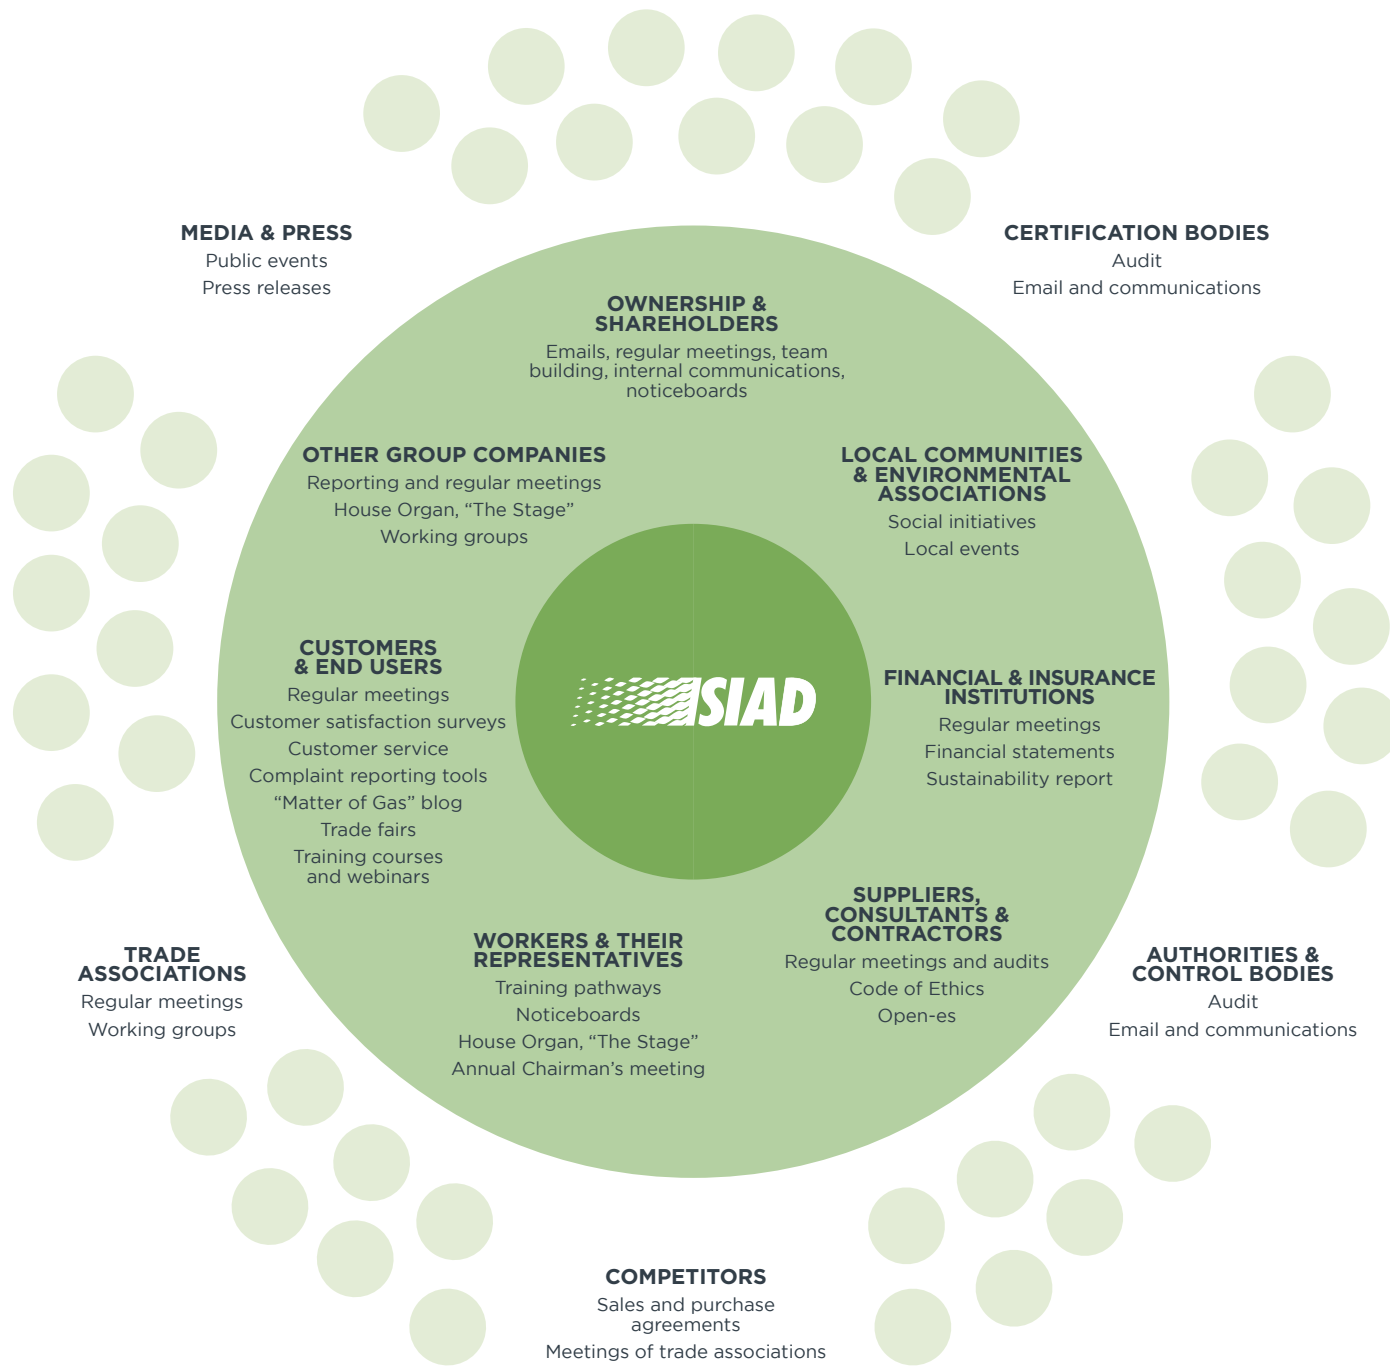 MEDIA & PRESS
Public events
Press releases
CERTIFICATION BODIES
Audit
Email and communications
OWNERSHIP &
SHAREHOLDERS
Emails, regular meetings, team
building, internal communications,
noticeboards
OTHER GROUP COMPANIES
Reporting and regular meetings
House Organ, “The Stage”
Working groups
LOCAL COMMUNITIES
& ENVIRONMENTAL
ASSOCIATIONS
Social initiatives
Local events
CUSTOMERS
& END USERS
Regular meetings
Customer satisfaction surveys
Customer service
Complaint reporting tools
“Matter of Gas” blog
Trade fairs
Training courses
and webinars
SIAD
FINANCIAL & INSURANCE
INSTITUTIONS
Regular meetings
Financial statements
Sustainability report
SUPPLIERS,
CONSULTANTS &
CONTRACTORS
Regular meetings and audits
Code of Ethics
Open-es
WORKERS & THEIR
REPRESENTATIVES
Training pathways
Noticeboards
House Organ, “The Stage”
Annual Chairman’s meeting
TRADE
ASSOCIATIONS
Regular meetings
Working groups
AUTHORITIES &
CONTROL BODIES
Audit
Email and communications
COMPETITORS
Sales and purchase
agreements
Meetings of trade associations